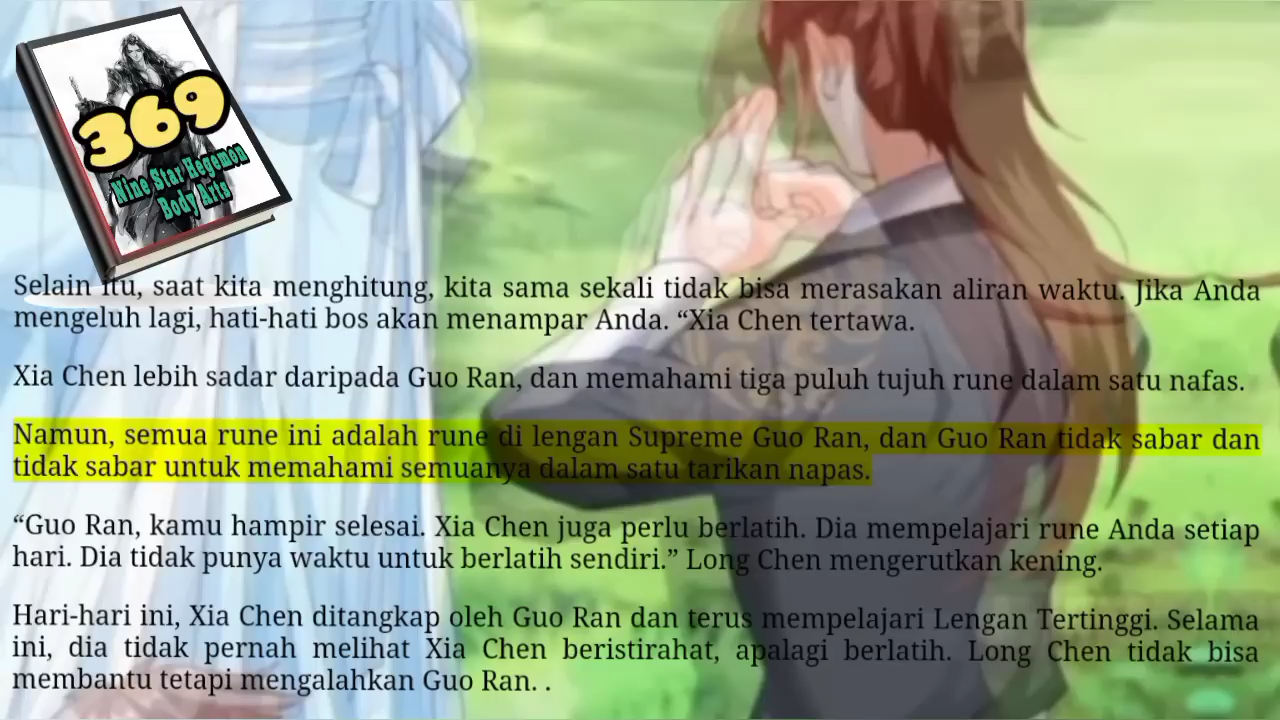 369
Nine Star Hegemon
Body Arts
Selain itu, saat kita menghitung, kita sama sekali tidak bisa merasakan aliran waktu. Jika Anda
mengeluh lagi, hati-hati bos akan menampar Anda. “Xia Chen tertawa.
Xia Chen lebih sadar daripada Guo Ran, dan memahami tiga puluh tujuh rune dalam satu nafas.
Namun, semua rune ini adalah rune di lengan Supreme Guo Ran, dan Guo Ran tidak sabar dan
tidak sabar untuk memahami semuanya dalam satu tarikan napas.
“Guo Ran, kamu hampir selesai. Xia Chen juga perlu berlatih. Dia mempelajari rune Anda setiap
hari. Dia tidak punya waktu untuk berlatih sendiri.” Long Chen mengerutkan kening.
Hari-hari ini, Xia Chen ditangkap oleh Guo Ran dan terus mempelajari Lengan Tertinggi. Selama
ini, dia tidak pernah melihat Xia Chen beristirahat, apalagi berlatih. Long Chen tidak bisa
membantu tetapi mengalahkan Guo Ran. .